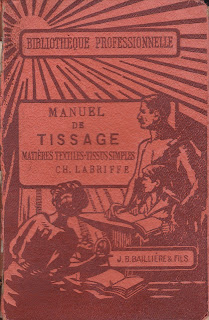 BIBLIOTHÈQUE PROFESSIONNELLE
MANUEL
DE
TISSAGE
MATIÈRES TEXTILES-TISSUS SIMPLES
CH. LABRIFFE
J. B. BAILLIÈRE & FILS